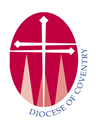 DIOCESE OF COVENTRY